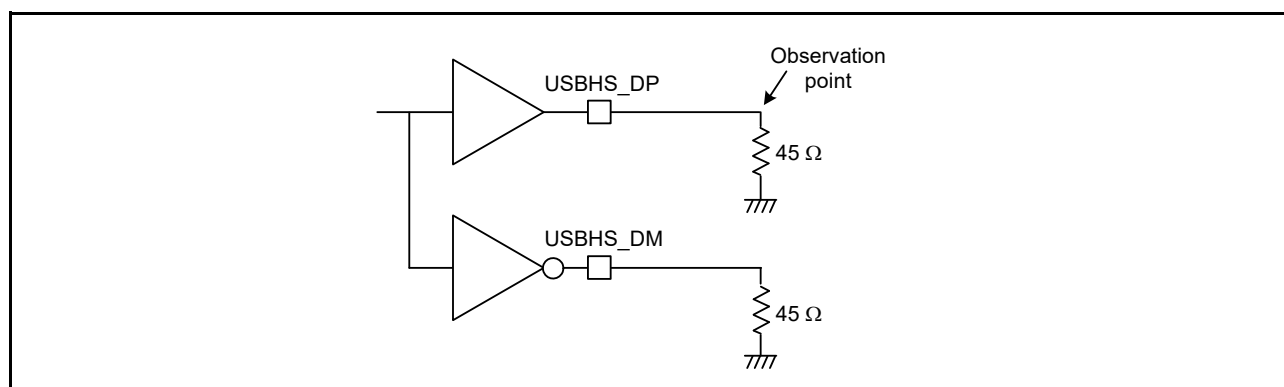 Observation
point
USBHS_DP
45 Ω
USBHS_DM
45 Ω